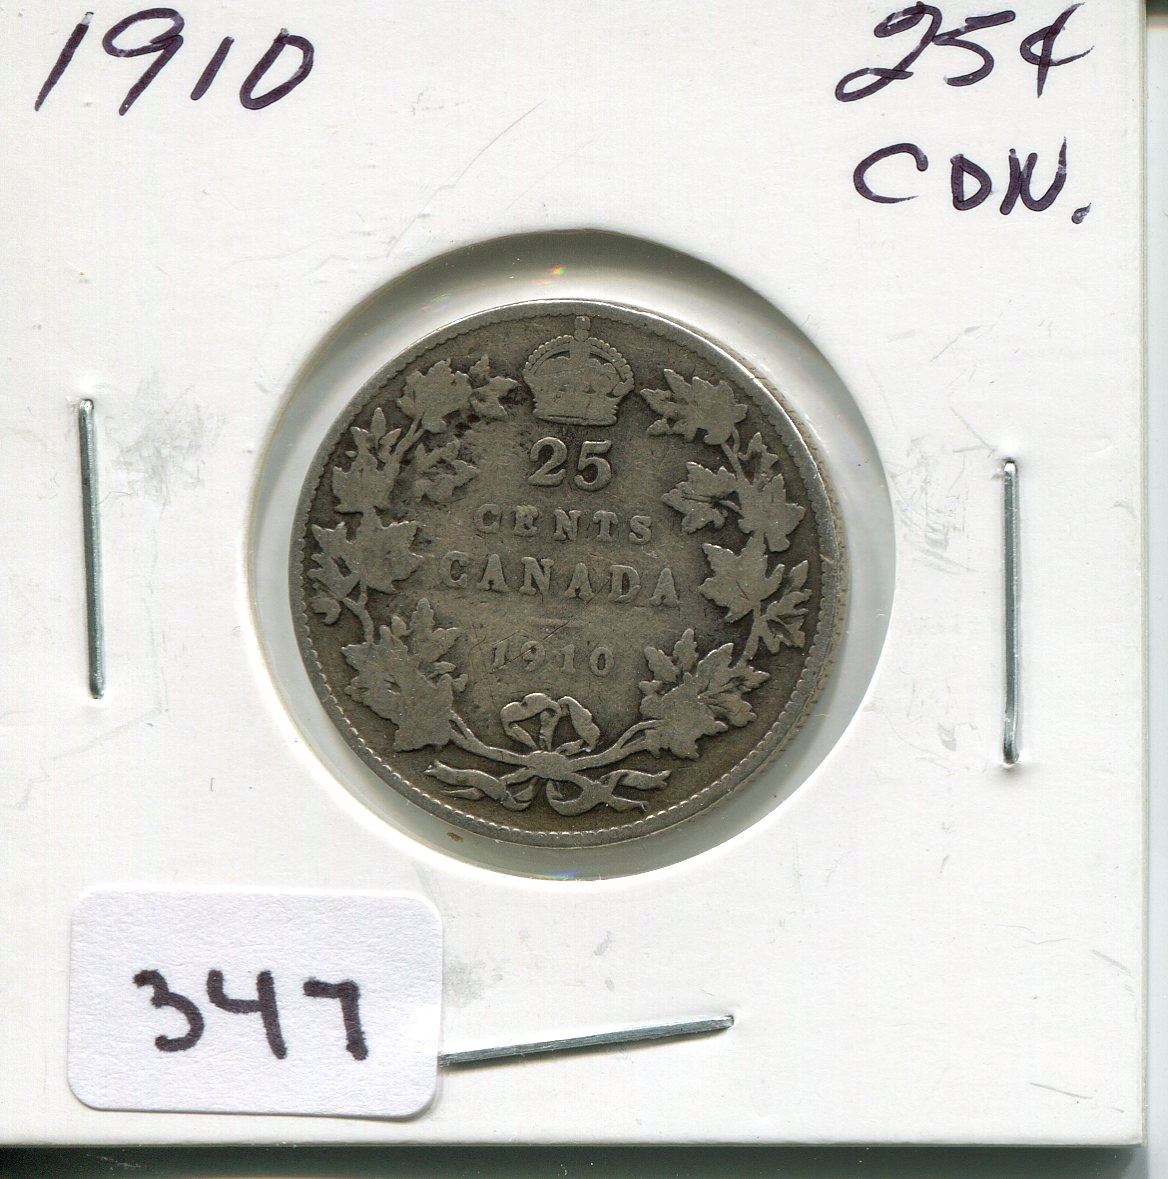 1910 25¢
CDN.
25
CENTS
CANADA
1910
347